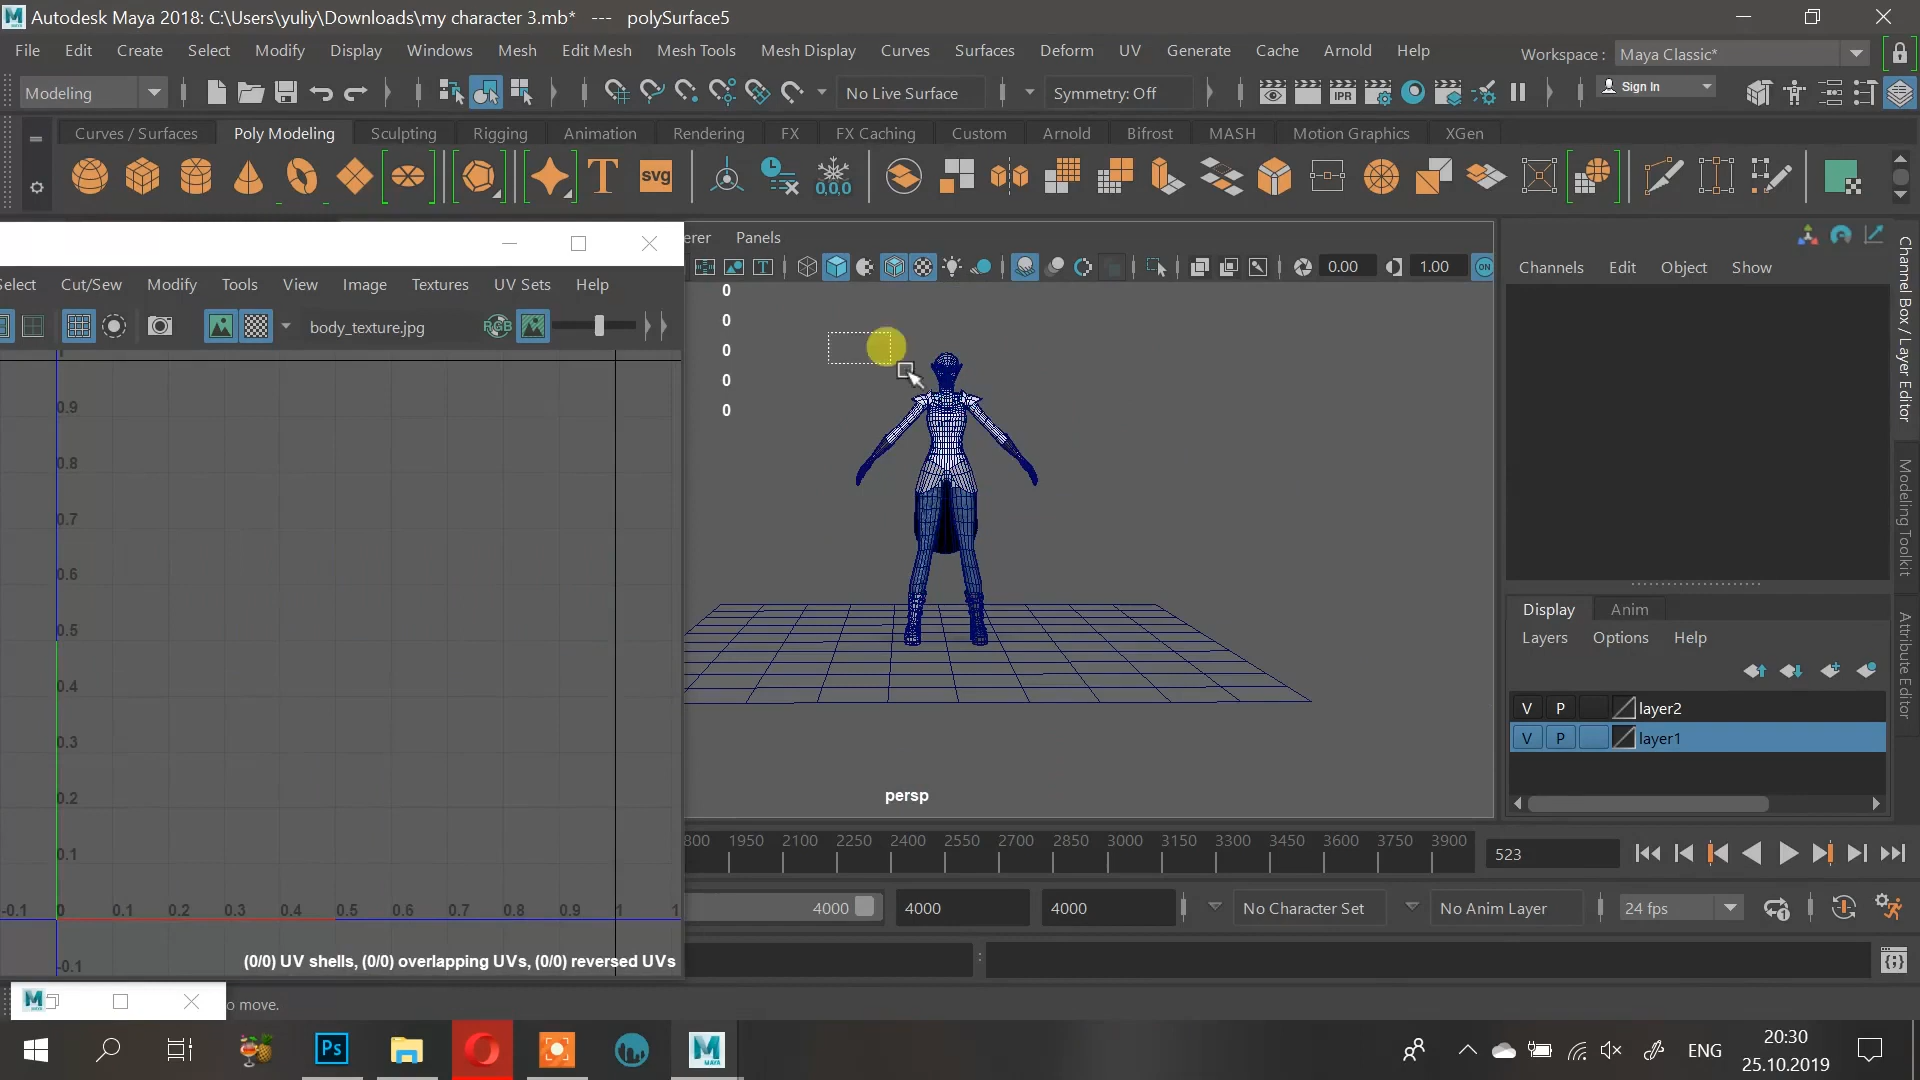 Autodesk Maya 2018: C:\Users\yuliy\Downloads\my character 3.mb* --- polySurface5
File Edit Create Select Modify Display Windows Mesh Edit Mesh Mesh Tools Mesh Display Curves Surfaces Deform UV Generate Cache Arnold Help
Workspace : Maya Classic*
Modeling
No Live Surface
Symmetry: Off
IPR
Sign In
Curves / Surfaces Poly Modeling Sculpting Rigging Animation Rendering FX FX Caching Custom Arnold Bifrost MASH Motion Graphics XGen
T
svg
0,0,0
erer Panels
0.00
1.00
ON
Select Cut/Sew Modify Tools View Image Textures UV Sets Help
body_texture.jpg
RGB
0
0
0
0
0
0.9
0.8
0.7
0.6
0.5
0.4
0.3
0.2
0.1
-0.1 0 0.1 0.2 0.3 0.4 0.5 0.6 0.7 0.8 0.9 1 1
-0.1
(0/0) UV shells, (0/0) overlapping UVs, (0/0) reversed UVs
persp
Channels Edit Object Show
Channel Box / Layer Editor
Modeling Toolkit
Attribute Editor
Display Anim
Layers Options Help
V P layer2
V P layer1
800 1950 2100 2250 2400 2550 2700 2850 3000 3150 3300 3450 3600 3750 3900
523
4000
4000
4000
No Character Set
No Anim Layer
24 fps
o move.
Ps
M
MAYA
ENG
20:30
25.10.2019